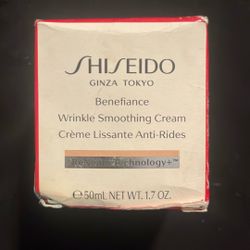 SHISEIDO
GINZA TOKYO
Benefiance
Wrinkle Smoothing Cream
Crème Lissante Anti-Rides
ReNeura Technology+™
℮50mL NET WT. 1.7 OZ.